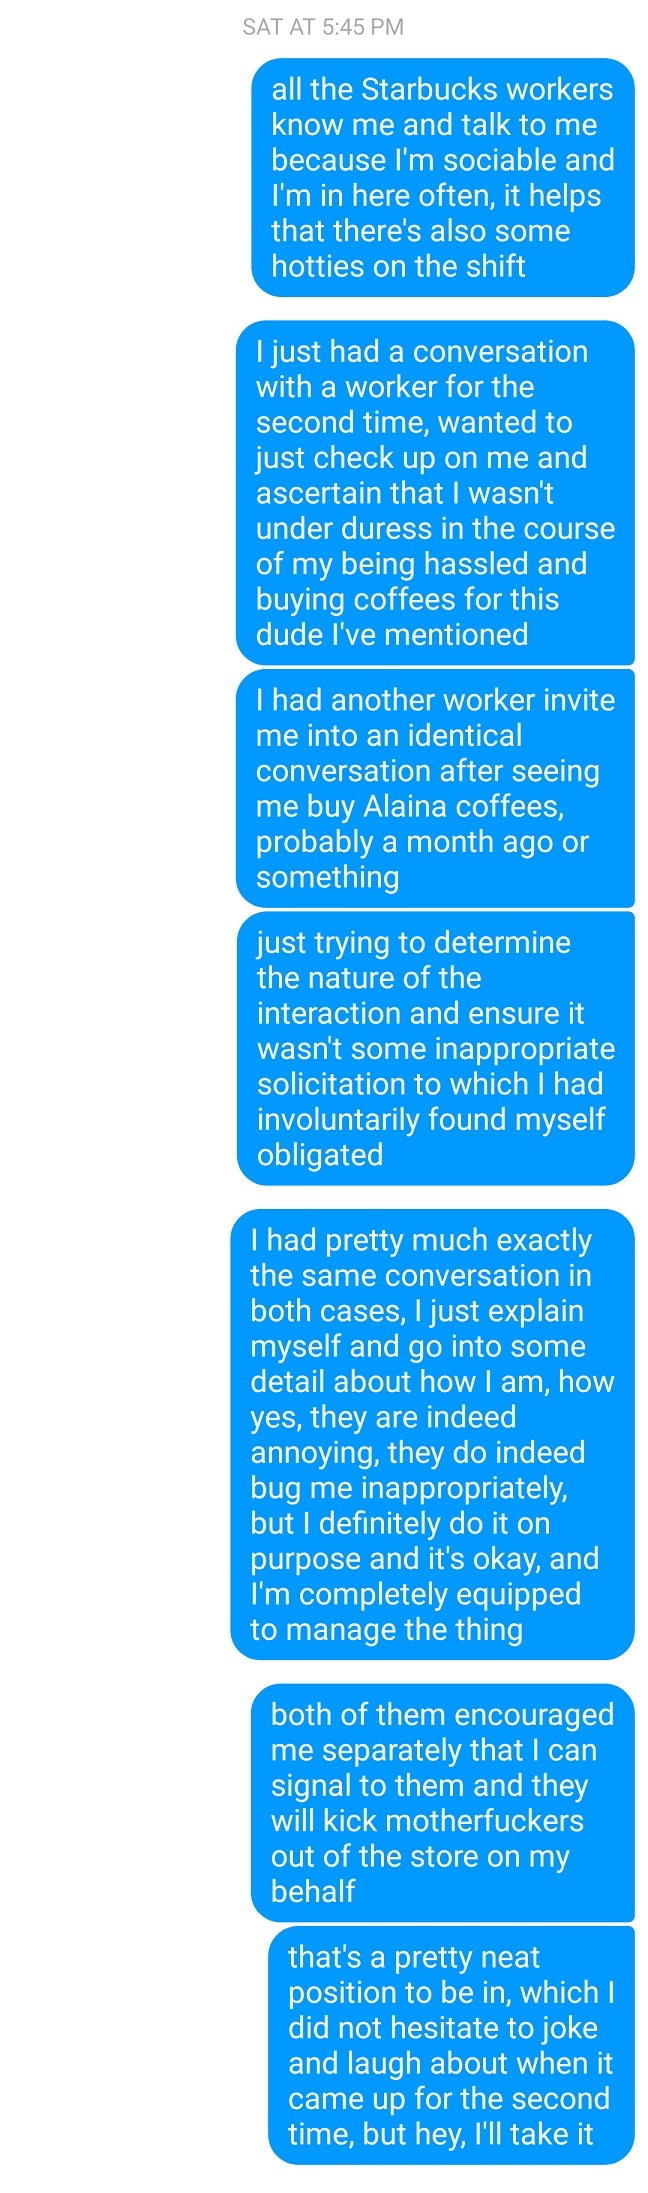 SAT AT 5:45 PM
all the Starbucks workers
know me and talk to me
because I'm sociable and
I'm in here often, it helps
that there's also some
hotties on the shift
I just had a conversation
with a worker for the
second time, wanted to
just check up on me and
ascertain that I wasn't
under duress in the course
of my being hassled and
buying coffees for this
dude I've mentioned
I had another worker invite
me into an identical
conversation after seeing
me buy Alaina coffees,
probably a month ago or
something
just trying to determine
the nature of the
interaction and ensure it
wasn't some inappropriate
solicitation to which I had
involuntarily found myself
obligated
I had pretty much exactly
the same conversation in
both cases, I just explain
myself and go into some
detail about how I am, how
yes, they are indeed
annoying, they do indeed
bug me inappropriately,
but I definitely do it on
purpose and it's okay, and
I'm completely equipped
to manage the thing
both of them encouraged
me separately that I can
signal to them and they
will kick motherfuckers
out of the store on my
behalf
that's a pretty neat
position to be in, which I
did not hesitate to joke
and laugh about when it
came up for the second
time, but hey, I'll take it